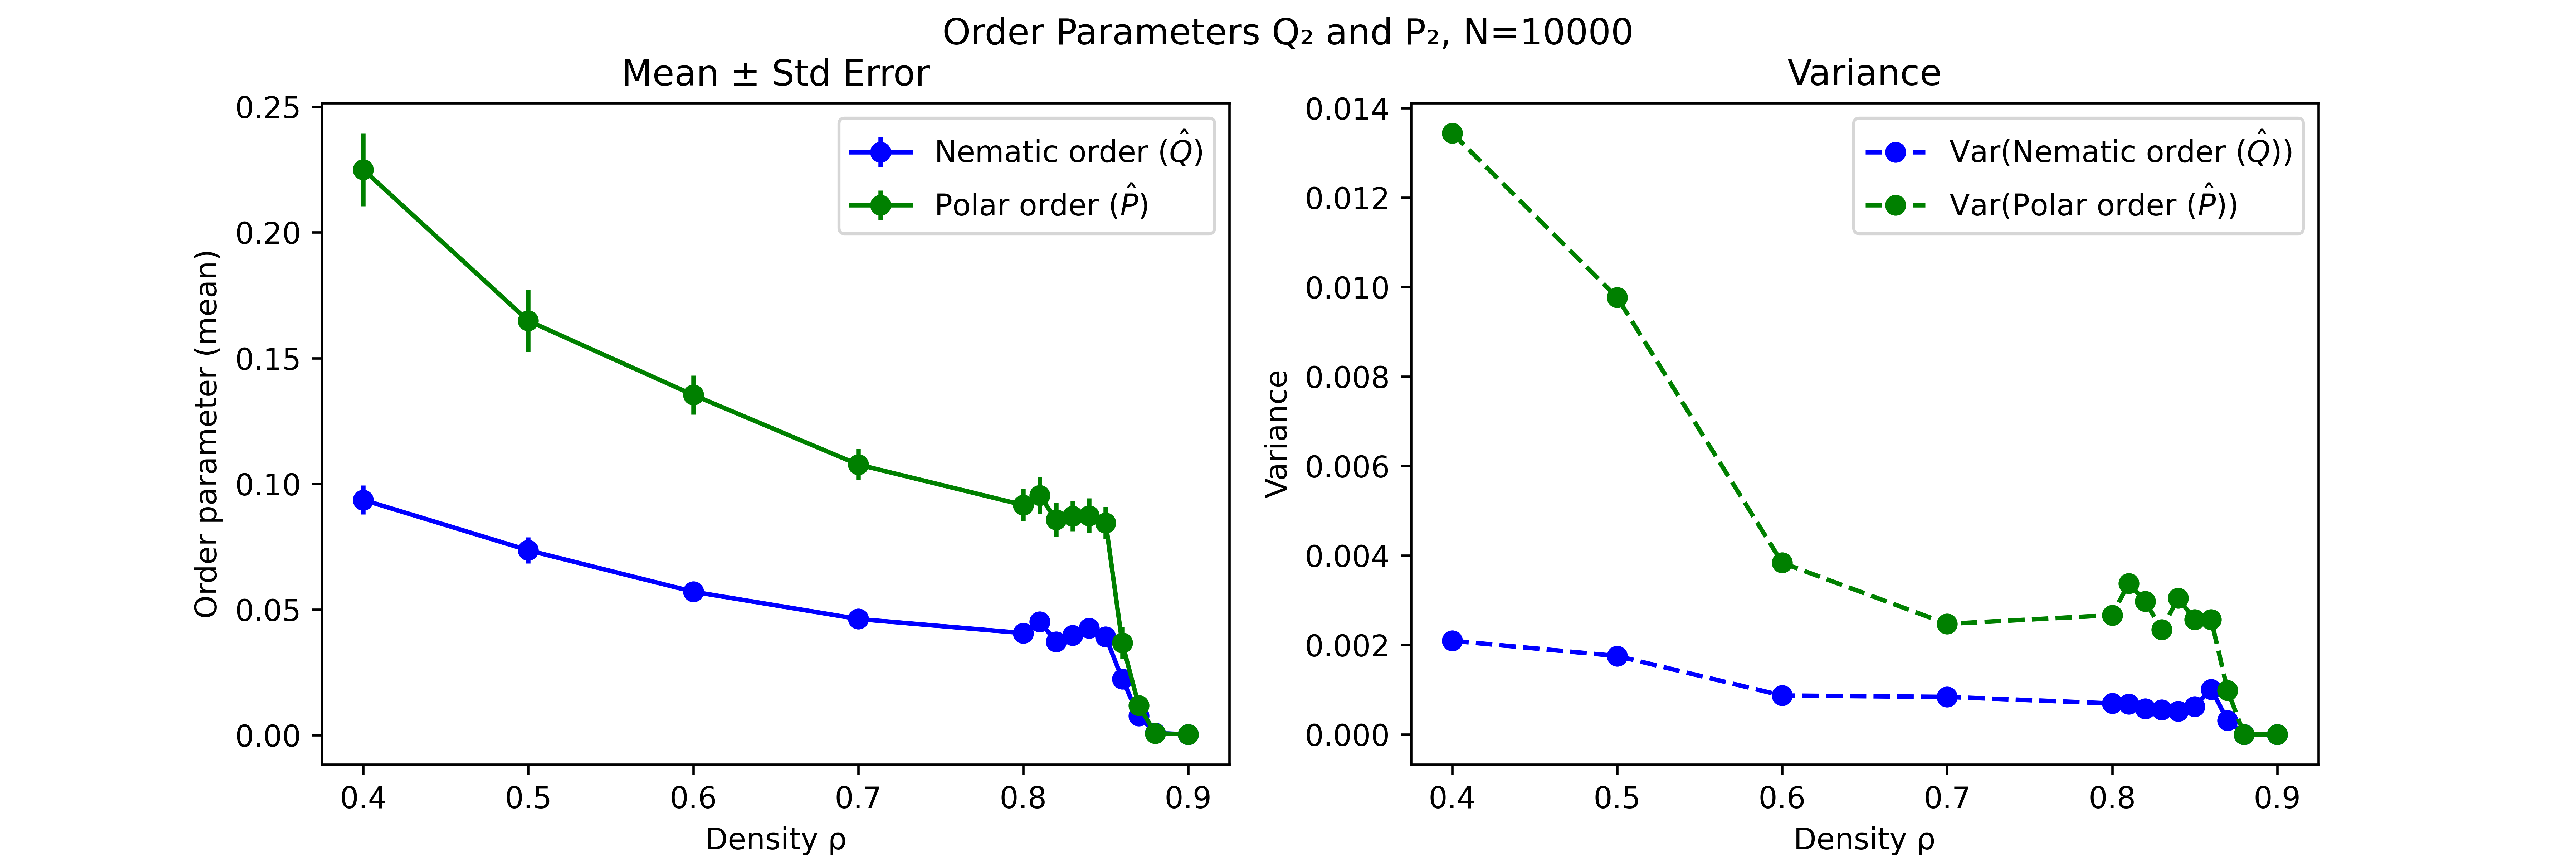 Order Parameters Q₂ and P₂, N=10000
Mean ± Std Error
Order parameter (mean)
0.25
0.20
0.15
0.10
0.05
0.00
Nematic order (Q̂)
Polar order (P̂)
0.4 0.5 0.6 0.7 0.8 0.9
Density ρ
Variance
Variance
0.014
0.012
0.010
0.008
0.006
0.004
0.002
0.000
Var(Nematic order (Q̂))
Var(Polar order (P̂))
0.4 0.5 0.6 0.7 0.8 0.9
Density ρ